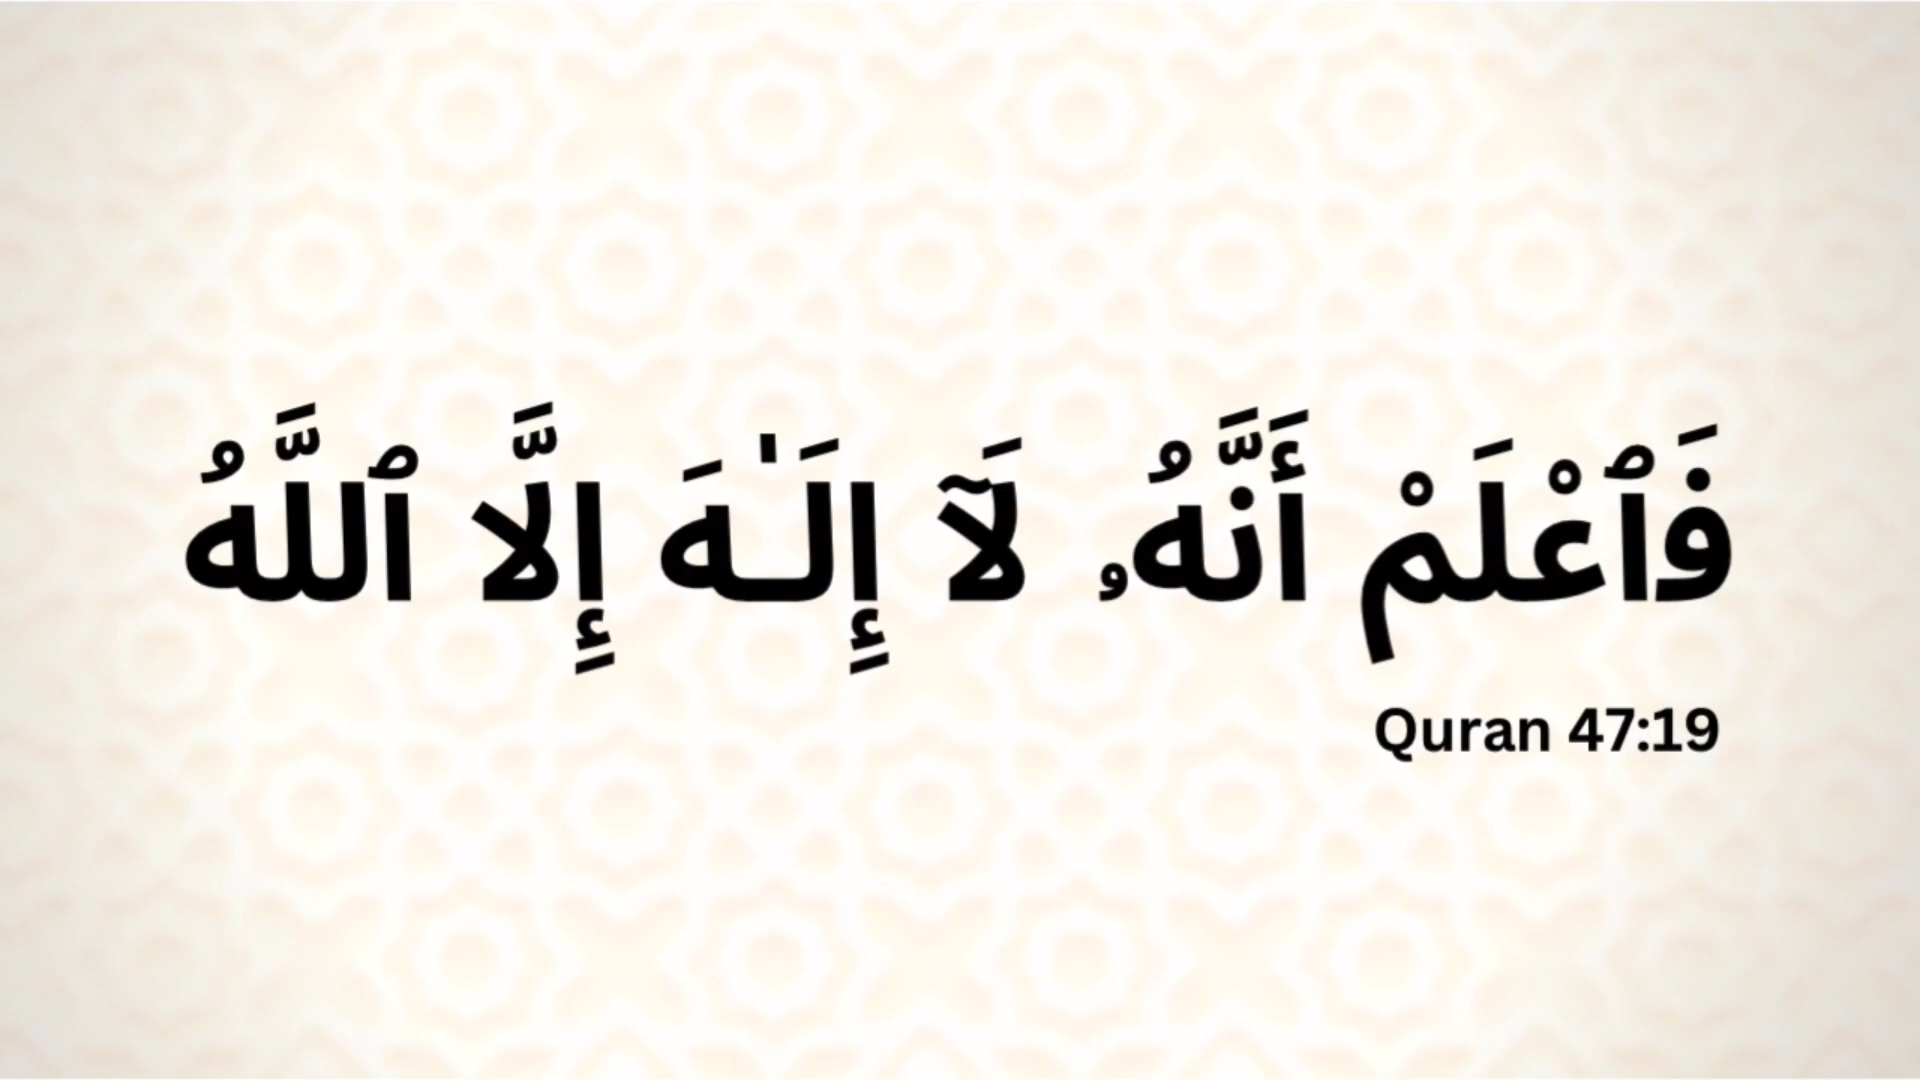 فَٱعْلَمْ أَنَّهُۥ لَآ إِلَـٰهَ إِلَّا ٱللَّهُ
Quran 47:19